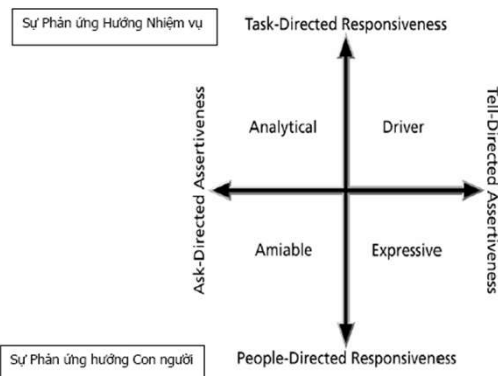 Sự Phản ứng Hướng Nhiệm vụ
Task-Directed Responsiveness
Ask-Directed Assertiveness
Tell-Directed Assertiveness
Analytical
Driver
Amiable
Expressive
Sự Phản ứng hướng Con người
People-Directed Responsiveness